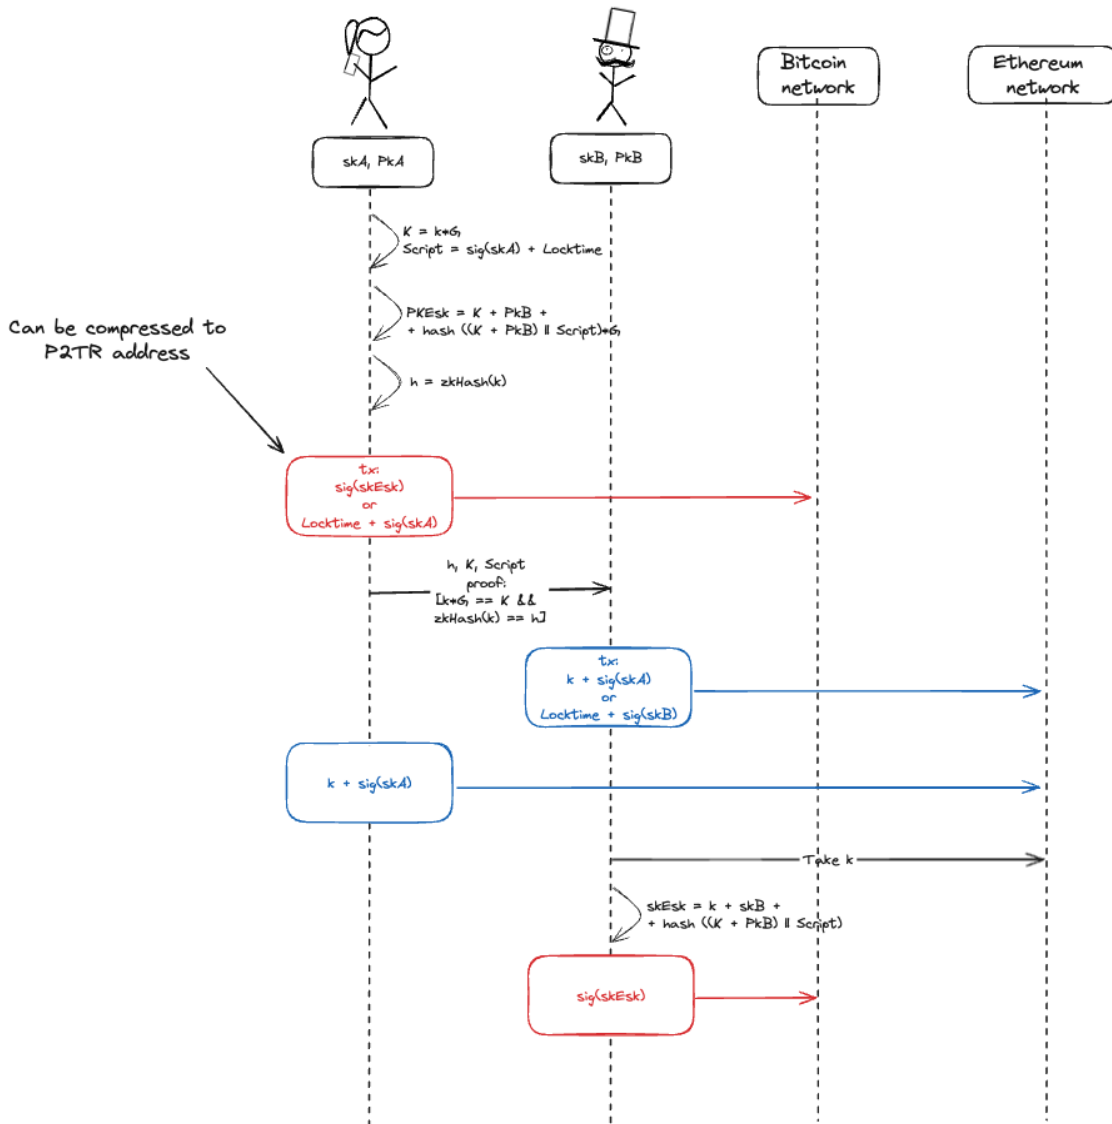 Bitcoin
network
Ethereum
network
skA, PkA
skB, PkB
K = k*G
Script = sig(skA) + Locktime
PKEsk = K + PkB +
+ hash ((K + PkB) || Script)*G
Can be compressed to
P2TR address
h = zkHash(k)
tx:
sig(skEsk)
or
Locktime + sig(skA)
h, K, Script
proof:
[k*G == K &&
zkHash(k) == h]
tx:
k + sig(skA)
or
Locktime + sig(skB)
k + sig(skA)
Take k
skEsk = k + skB +
+ hash ((K + PkB) || Script)
sig(skEsk)